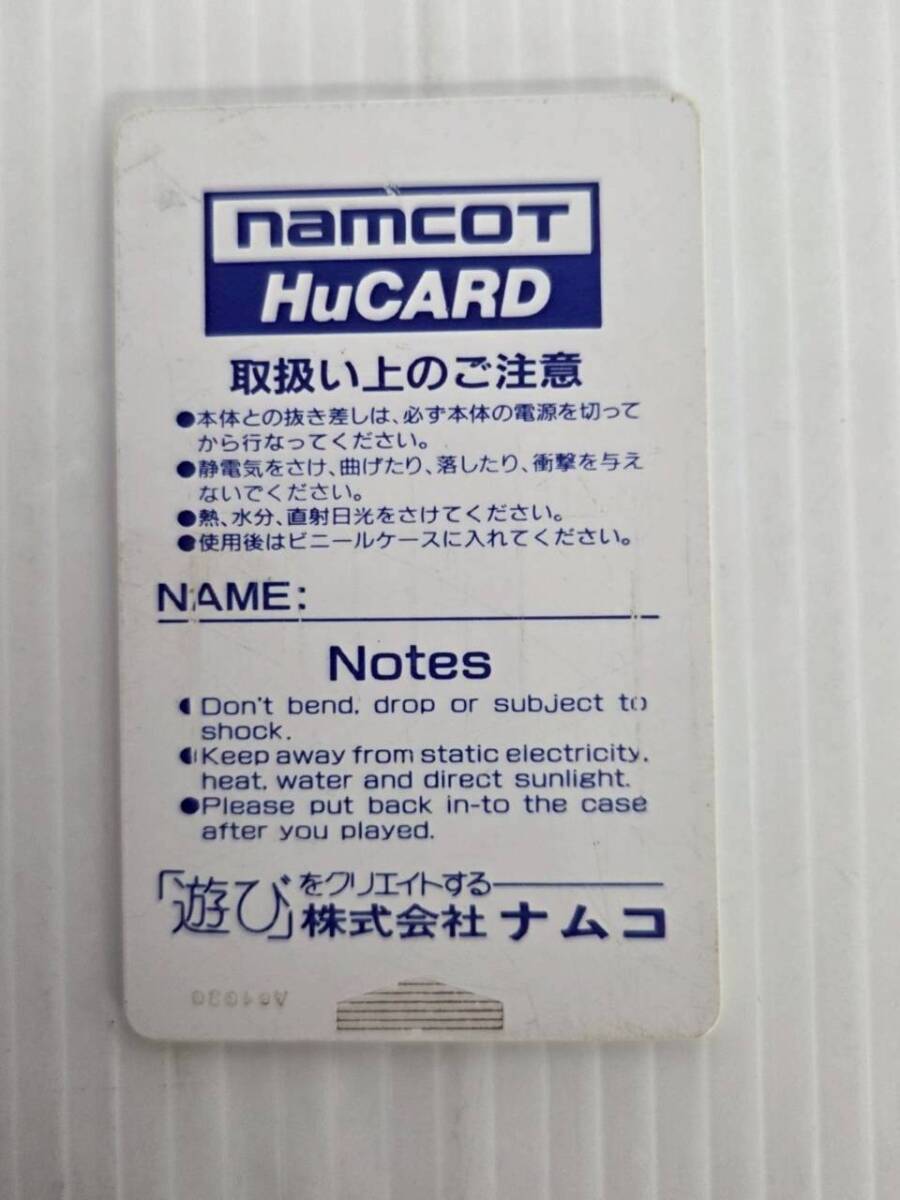 namcoT
HuCARD
取扱い上のご注意
●本体との抜き差しは、必ず本体の電源を切って
から行なってください。
●静電気をさけ、曲げたり、落したり、衝撃を与え
ないでください。
●熱、水分、直射日光をさけてください。
●使用後はビニールケースに入れてください。
NAME:
Notes
●Don't bend, drop or subject to
shock.
●Keep away from static electricity,
heat, water and direct sunlight.
●Please put back in-to the case
after you played.
「遊び」をクリエイトする
株式会社 ナムコ